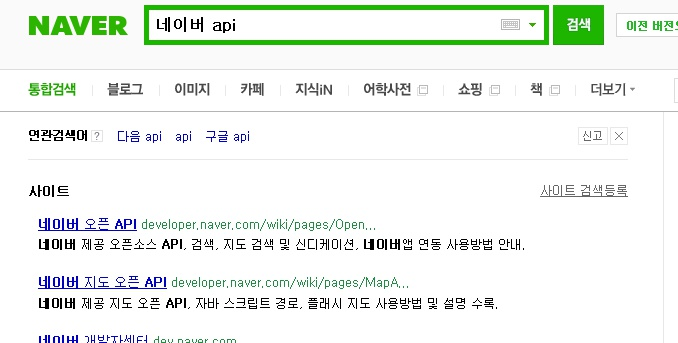 NAVER 네이버 api 검색 이전 버전으
통합검색 블로그 이미지 카페 지식iN 어학사전 쇼핑 책 더보기
연관검색어 ? 다음 api api 구글 api 신고
사이트 사이트 검색등록
네이버 오픈 API developer.naver.com/wiki/pages/Open...
네이버 제공 오픈소스 API, 검색, 지도 검색 및 신디케이션, 네이버앱 연동 사용방법 안내.
네이버 지도 오픈 API developer.naver.com/wiki/pages/MapA...
네이버 제공 지도 오픈 API, 자바 스크립트 경로, 플래시 지도 사용방법 및 설명 수록.
네이버 개발자센터 dev.naver.com